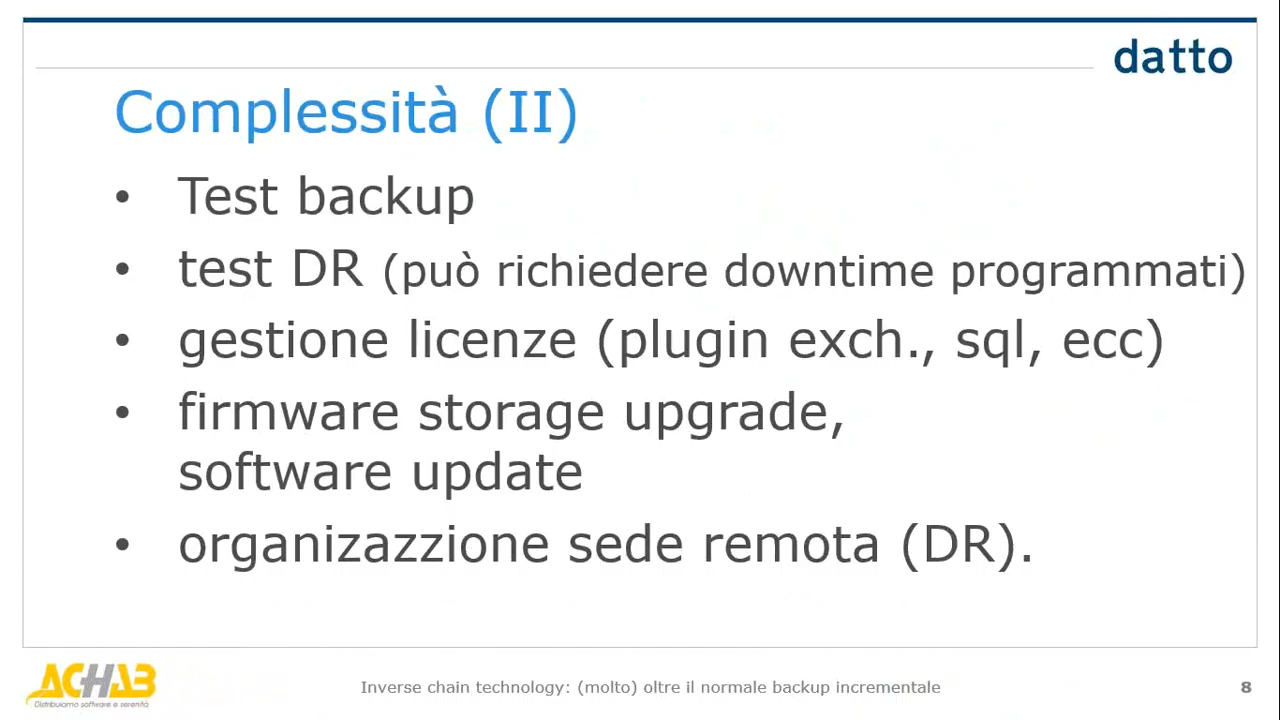 datto
Complessità (II)
• Test backup
• test DR (può richiedere downtime programmati)
• gestione licenze (plugin exch., sql, ecc)
• firmware storage upgrade,
software update
• organizazzione sede remota (DR).
ACHAB
Distribuiamo software e serenità
Inverse chain technology: (molto) oltre il normale backup incrementale
8